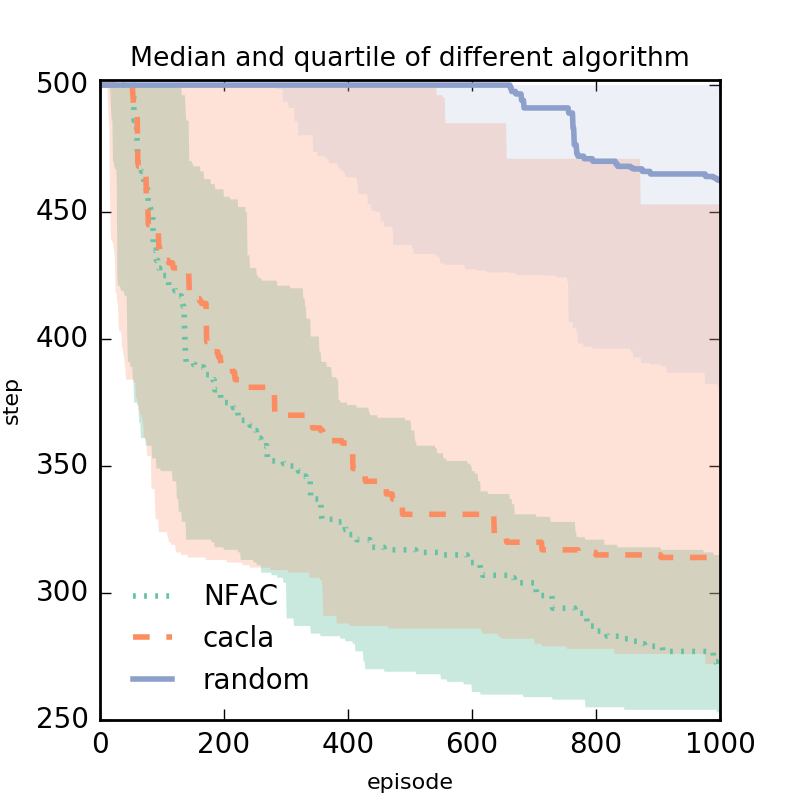 Median and quartile of different algorithm
500
450
400
350
300
250
step
NFAC
cacla
random
0 200 400 600 800 1000
episode